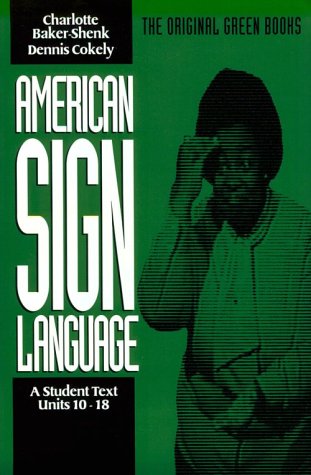 Charlotte
Baker-Shenk
Dennis Cokely
THE ORIGINAL GREEN BOOKS
AMERICAN
SIGN
LANGUAGE
A Student Text
Units 10-18